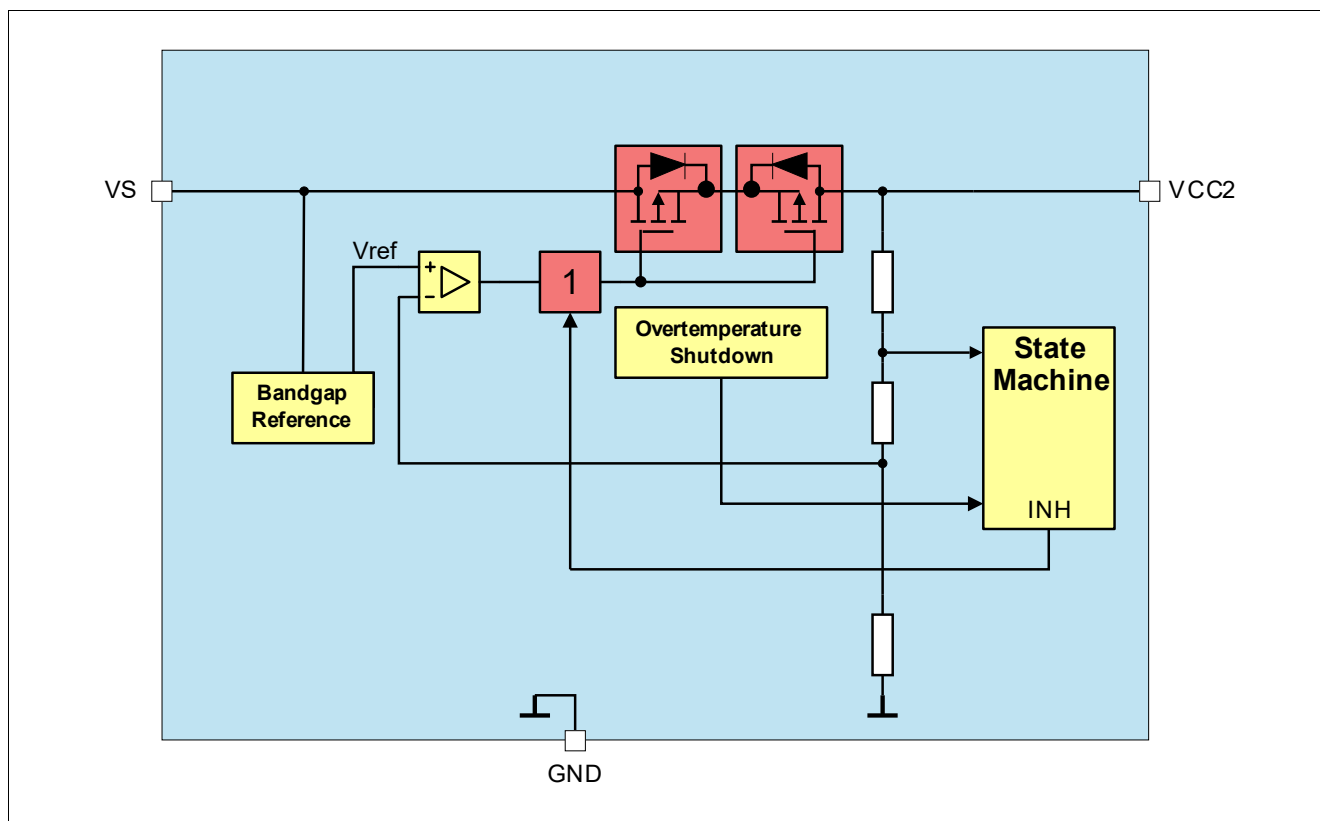 VS
VCC2
Vref
+
-
1
Overtemperature
Shutdown
State
Machine
Bandgap
Reference
INH
GND